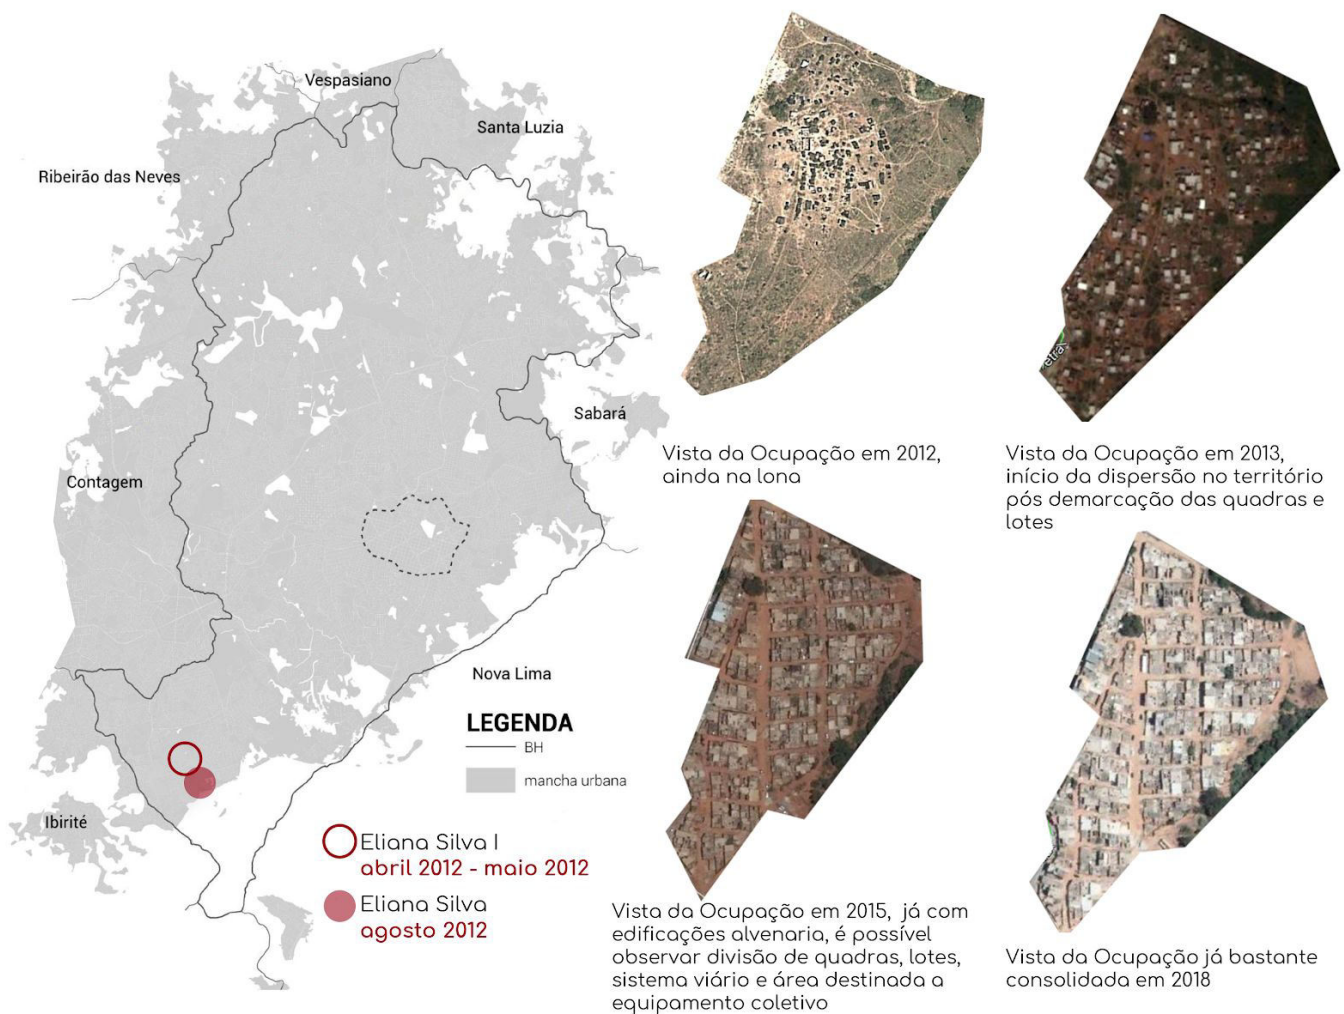 Vespasiano
Santa Luzia
Ribeirão das Neves
Sabará
Contagem
Nova Lima
Ibirité
LEGENDA
BH
mancha urbana
Eliana Silva I
abril 2012 - maio 2012
Eliana Silva
agosto 2012
Vista da Ocupação em 2012,
ainda na lona
etra
Vista da Ocupação em 2013,
início da dispersão no território
pós demarcação das quadras e
lotes
Vista da Ocupação em 2015, já com
edificações alvenaria, é possível
observar divisão de quadras, lotes,
sistema viário e área destinada a
equipamento coletivo
Vista da Ocupação já bastante
consolidada em 2018